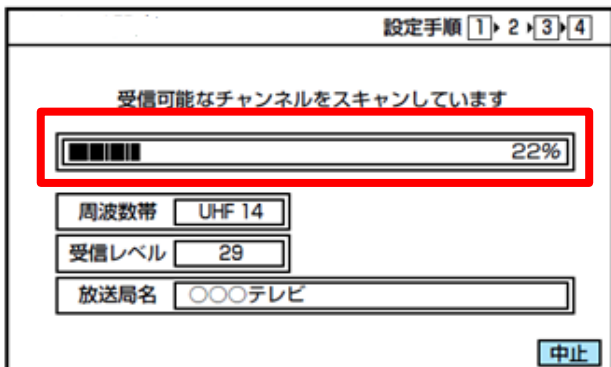 設定手順 1 2 3 4
受信可能なチャンネルをスキャンしています
22%
周波数帯 UHF 14
受信レベル 29
放送局名 ○○○テレビ
中止